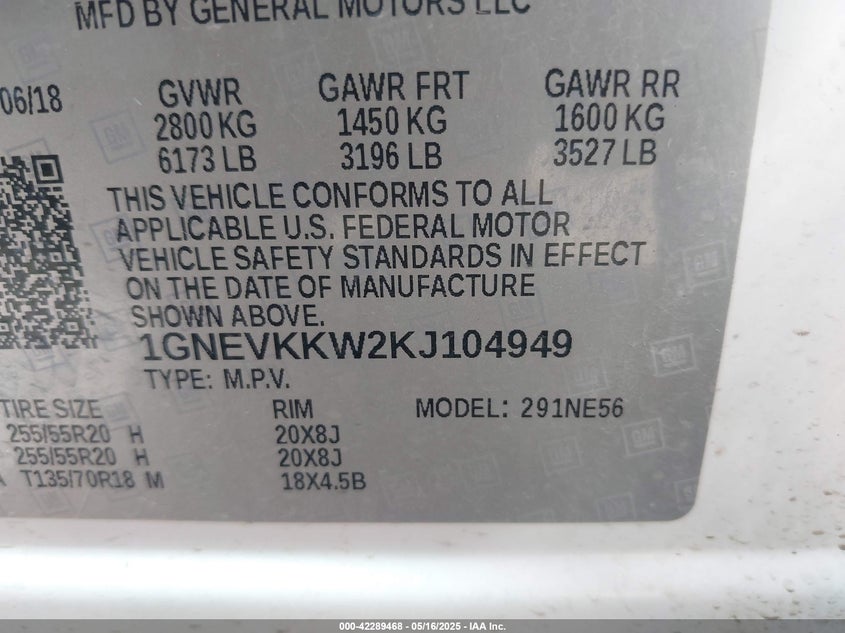 MFD BY GENERAL MOTORS LLC
06/18 GVWR GAWR FRT GAWR RR
2800 KG 1450 KG 1600 KG
6173 LB 3196 LB 3527 LB
THIS VEHICLE CONFORMS TO ALL
APPLICABLE U.S. FEDERAL MOTOR
VEHICLE SAFETY STANDARDS IN EFFECT
ON THE DATE OF MANUFACTURE
SHOWN ABOVE.
1GNEVKKW2KJ104949
TYPE: M.P.V.
TIRE SIZE RIM MODEL: 291NE56
255/55R20 H 20X8J
255/55R20 H 20X8J
T135/70R18 M 18X4.5B
000-42289468 - 05/16/2025 - IAA Inc.